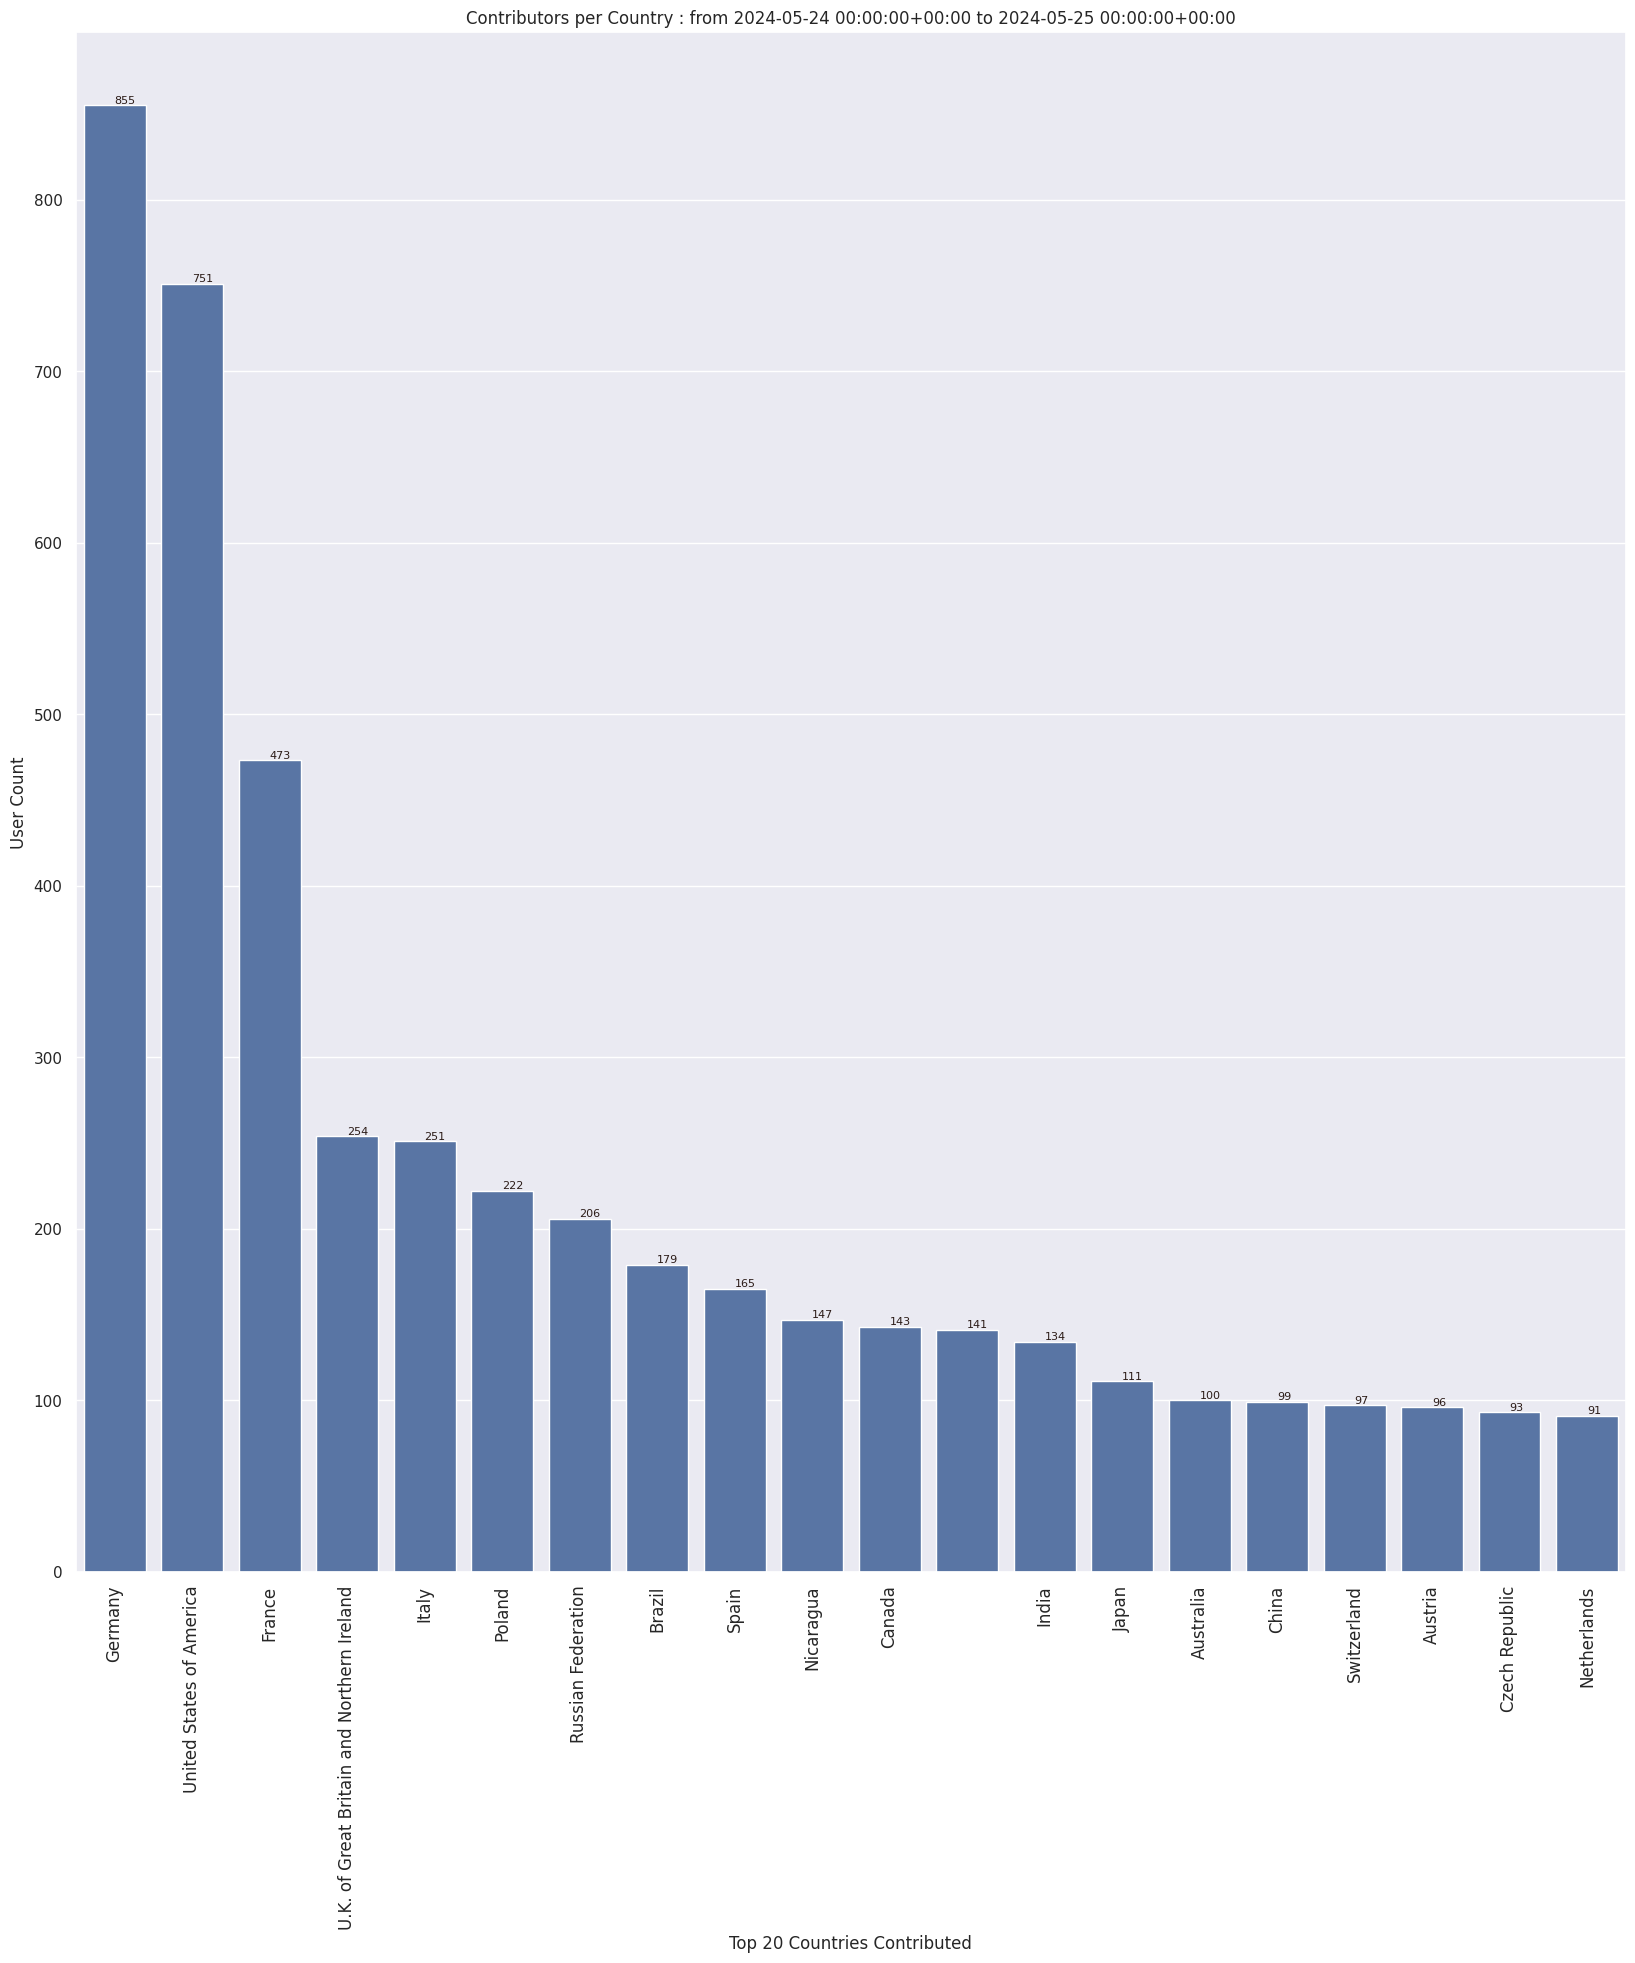 Contributors per Country : from 2024-05-24 00:00:00+00:00 to 2024-05-25 00:00:00+00:00
User Count
800
700
600
500
400
300
200
100
0
855
751
473
254
251
222
206
179
165
147
143
141
134
111
100
99
97
96
93
91
Germany
United States of America
France
U.K. of Great Britain and Northern Ireland
Italy
Poland
Russian Federation
Brazil
Spain
Nicaragua
Canada
India
Japan
Australia
China
Switzerland
Austria
Czech Republic
Netherlands
Top 20 Countries Contributed